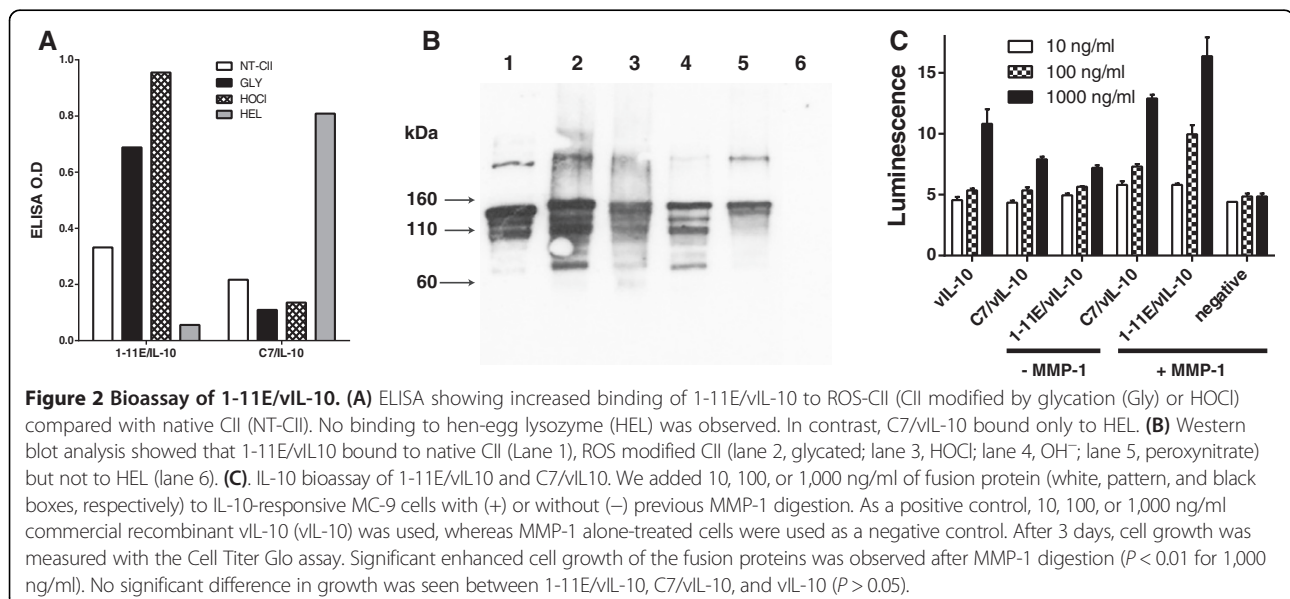 A
B
C
1.0
0.8
0.6
0.4
0.2
0.0
ELISA O.D
NT-CII
GLY
HOCl
HEL
1-11E/IL-10
C7/IL-10
1 2 3 4 5 6
kDa
160
110
60
Luminescence
15
10
5
0
10 ng/ml
100 ng/ml
1000 ng/ml
vIL-10
C7/vIL-10
1-11E/vIL-10
C7/vIL-10
1-11E/vIL-10
negative
- MMP-1
+ MMP-1
Figure 2 Bioassay of 1-11E/vIL-10. (A) ELISA showing increased binding of 1-11E/vIL-10 to ROS-CII (CII modified by glycation (Gly) or HOCl)
compared with native CII (NT-CII). No binding to hen-egg lysozyme (HEL) was observed. In contrast, C7/vIL-10 bound only to HEL. (B) Western
blot analysis showed that 1-11E/vIL10 bound to native CII (Lane 1), ROS modified CII (lane 2, glycated; lane 3, HOCl; lane 4, OH⁻; lane 5, peroxynitrate)
but not to HEL (lane 6). (C). IL-10 bioassay of 1-11E/vIL10 and C7/vIL-10. We added 10, 100, or 1,000 ng/ml of fusion protein (white, pattern, and black
boxes, respectively) to IL-10-responsive MC-9 cells with (+) or without (−) previous MMP-1 digestion. As a positive control, 10, 100, or 1,000 ng/ml
commercial recombinant vIL-10 (vIL-10) was used, whereas MMP-1 alone-treated cells were used as a negative control. After 3 days, cell growth was
measured with the Cell Titer Glo assay. Significant enhanced cell growth of the fusion proteins was observed after MMP-1 digestion (P < 0.01 for 1,000
ng/ml). No significant difference in growth was seen between 1-11E/vIL-10, C7/vIL-10, and vIL-10 (P > 0.05).